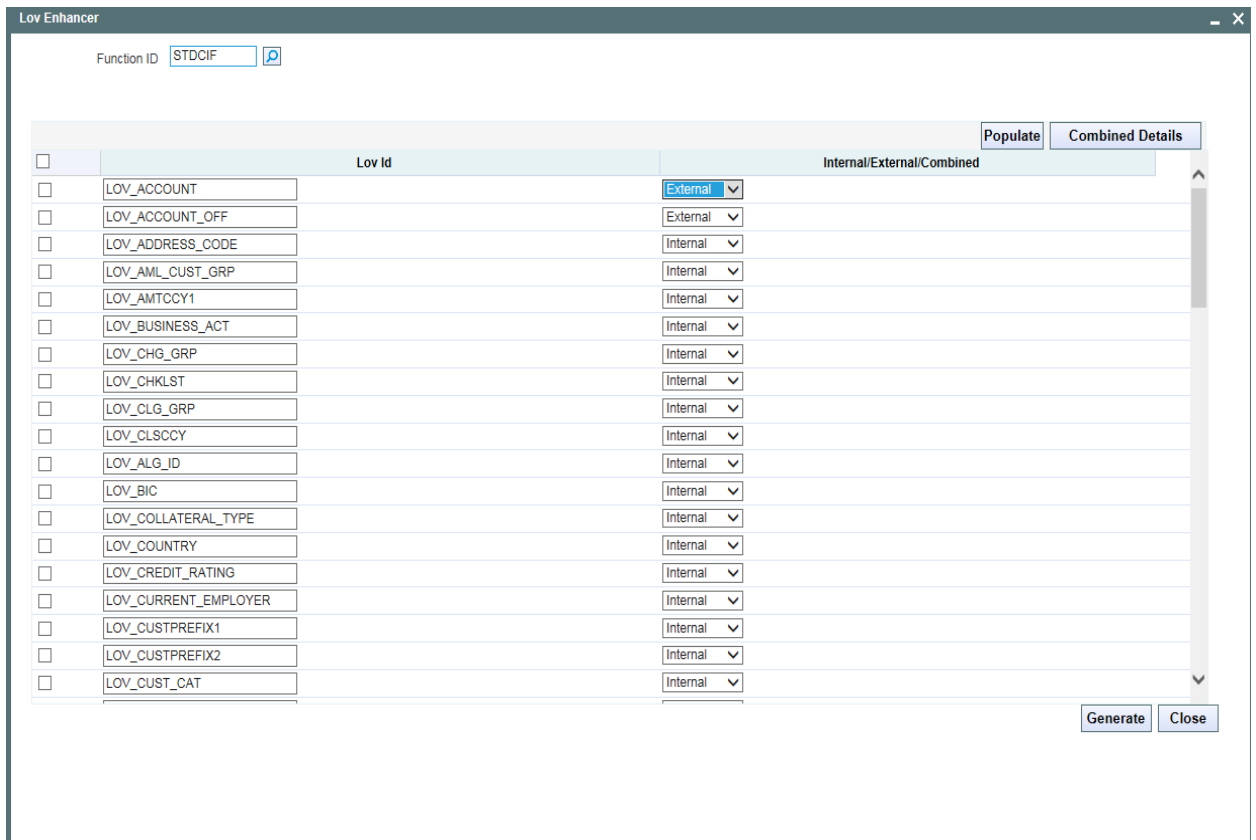 Lov Enhancer
Function ID STDCIF
Populate Combined Details
Lov Id Internal/External/Combined
LOV_ACCOUNT External
LOV_ACCOUNT_OFF External
LOV_ADDRESS_CODE Internal
LOV_AML_CUST_GRP Internal
LOV_AMTCCY1 Internal
LOV_BUSINESS_ACT Internal
LOV_CHG_GRP Internal
LOV_CHKLST Internal
LOV_CLG_GRP Internal
LOV_CLSCCY Internal
LOV_ALG_ID Internal
LOV_BIC Internal
LOV_COLLATERAL_TYPE Internal
LOV_COUNTRY Internal
LOV_CREDIT_RATING Internal
LOV_CURRENT_EMPLOYER Internal
LOV_CUSTPREFIX1 Internal
LOV_CUSTPREFIX2 Internal
LOV_CUST_CAT Internal
Generate Close